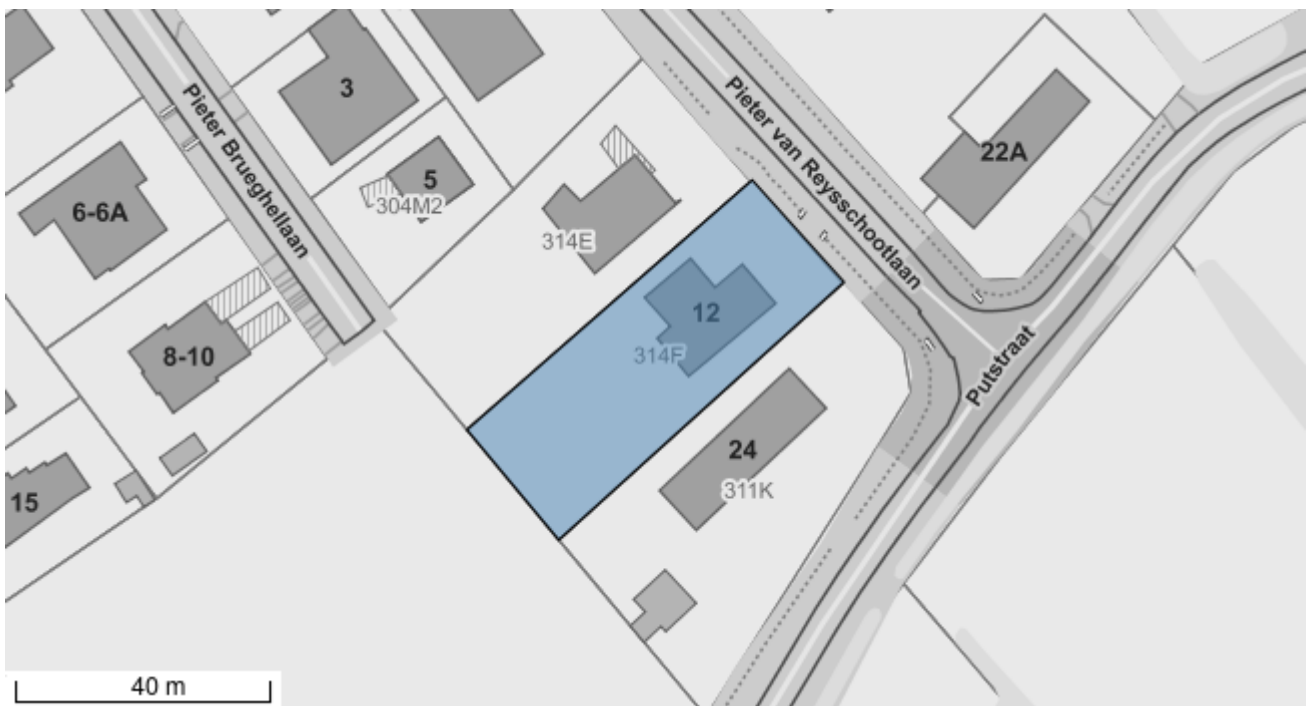 3
Pieter Brueghellaan
Pieter van Reysschootlaan
22A
5
304M2
6-6A
314E
12
314F
8-10
Putstraat
24
311K
15
40 m